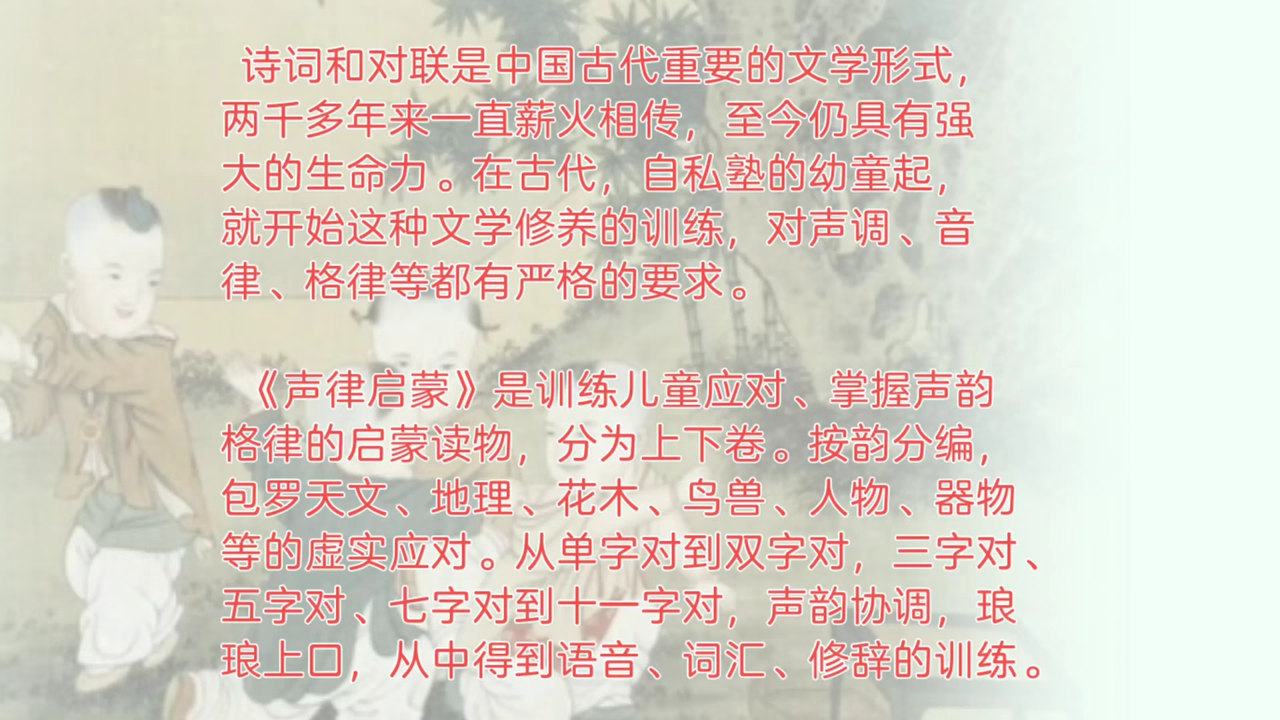 诗词和对联是中国古代重要的文学形式，
两千多年来一直薪火相传，至今仍具有强
大的生命力。在古代，自私塾的幼童起，
就开始这种文学修养的训练，对声调、音
律、格律等都有严格的要求。
《声律启蒙》是训练儿童应对、掌握声韵
格律的启蒙读物，分为上下卷。按韵分编，
包罗天文、地理、花木、鸟兽、人物、器物
等的虚实应对。从单字对到双字对，三字对、
五字对、七字对到十一字对，声韵协调，琅
琅上口，从中得到语音、词汇、修辞的训练。